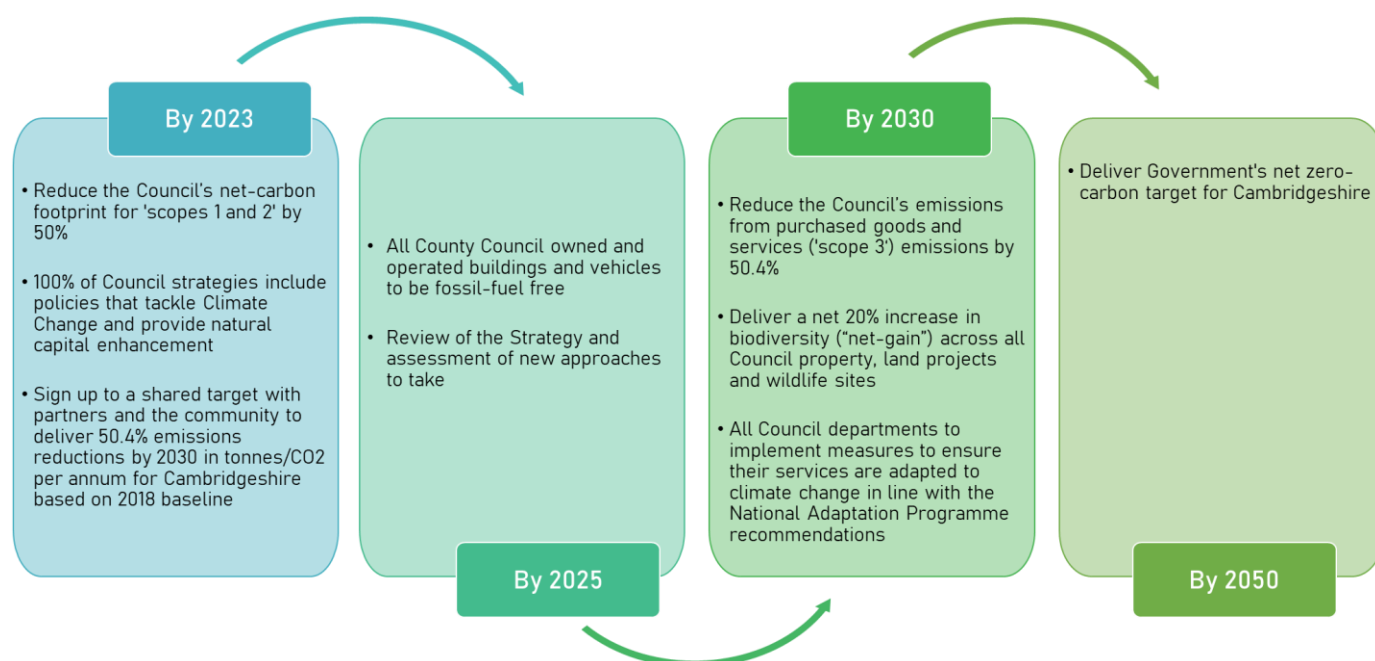 By 2023
• Reduce the Council’s net-carbon
footprint for 'scopes 1 and 2' by
50%
• 100% of Council strategies include
policies that tackle Climate
Change and provide natural
capital enhancement
• Sign up to a shared target with
partners and the community to
deliver 50.4% emissions
reductions by 2030 in tonnes/CO2
per annum for Cambridgeshire
based on 2018 baseline
• All County Council owned and
operated buildings and vehicles
to be fossil-fuel free
• Review of the Strategy and
assessment of new approaches
to take
By 2025
By 2030
• Reduce the Council’s emissions
from purchased goods and
services ('scope 3') emissions by
50.4%
• Deliver a net 20% increase in
biodiversity (“net-gain”) across all
Council property, land projects
and wildlife sites
• All Council departments to
implement measures to ensure
their services are adapted to
climate change in line with the
National Adaptation Programme
recommendations
• Deliver Government's net zero-
carbon target for Cambridgeshire
By 2050